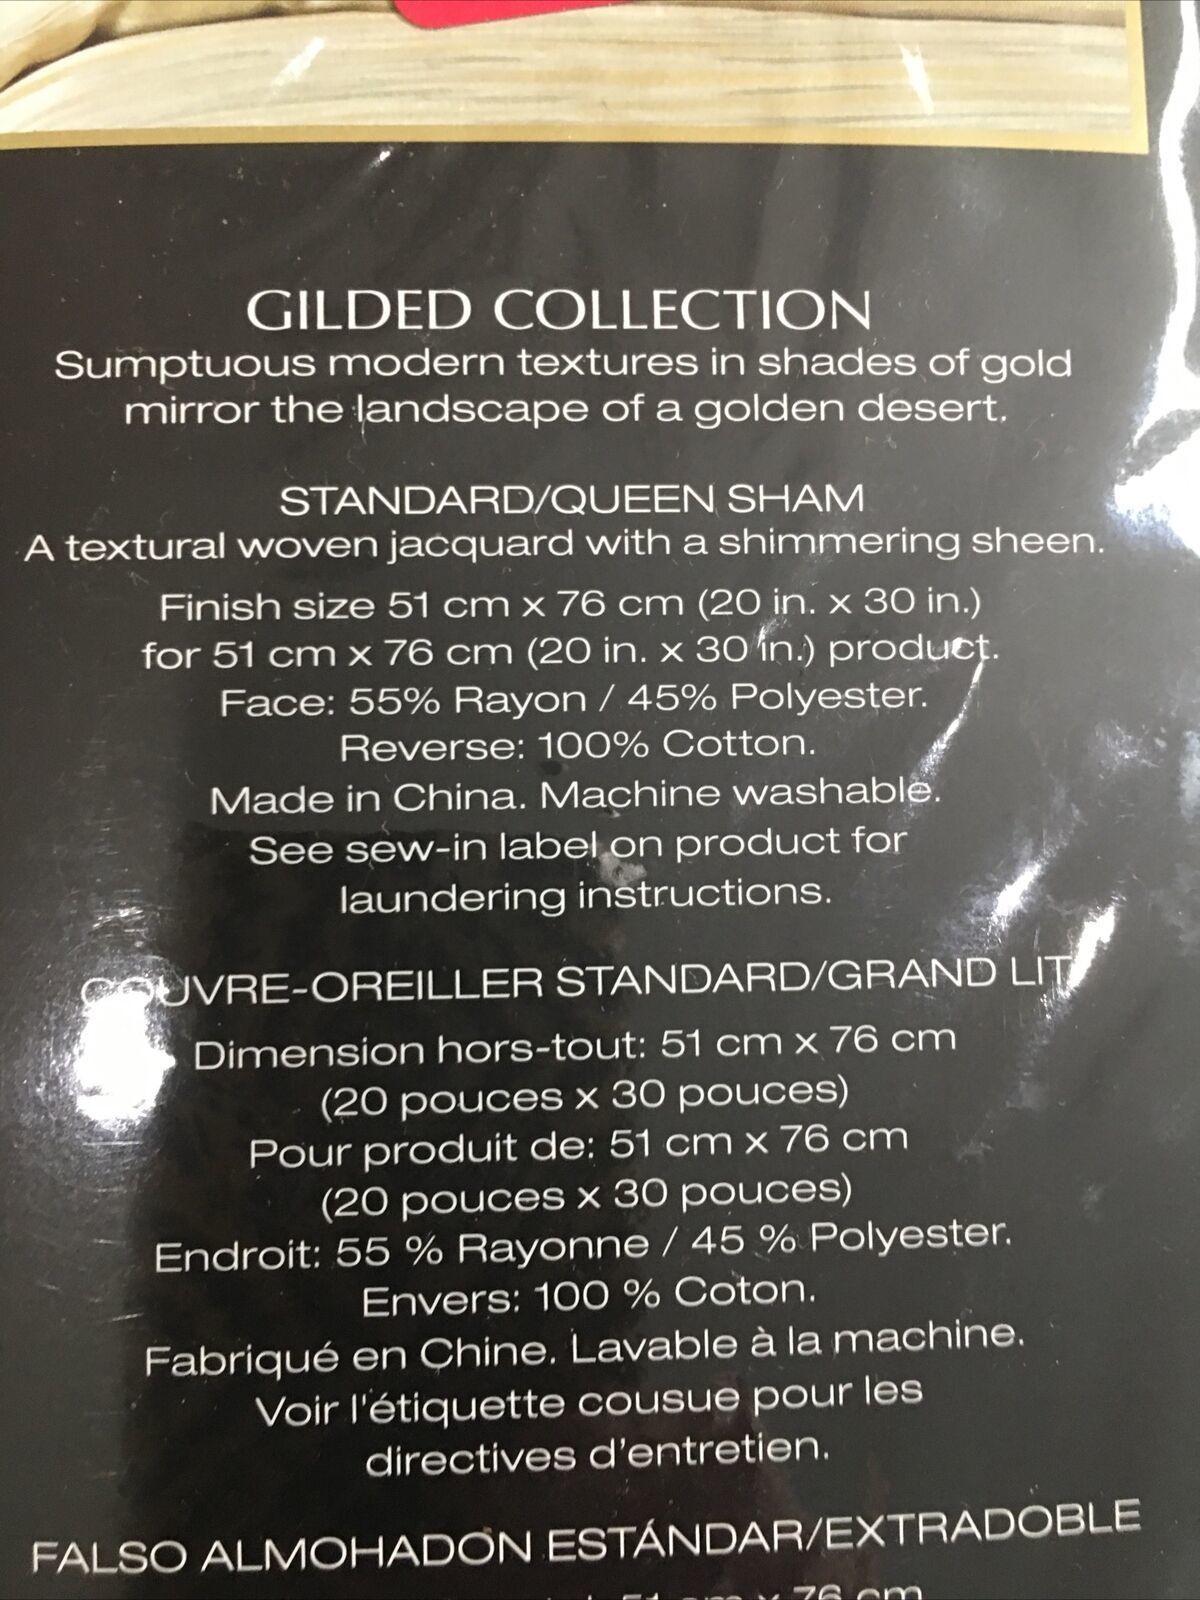 GILDED COLLECTION
Sumptuous modern textures in shades of gold
mirror the landscape of a golden desert.
STANDARD/QUEEN SHAM
A textural woven jacquard with a shimmering sheen.
Finish size 51 cm x 76 cm (20 in. x 30 in.)
for 51 cm x 76 cm (20 in. x 30 in.) product.
Face: 55% Rayon / 45% Polyester.
Reverse: 100% Cotton.
Made in China. Machine washable.
See sew-in label on product for
laundering instructions.
COUVRE-OREILLER STANDARD/GRAND LIT
Dimension hors-tout: 51 cm x 76 cm
(20 pouces x 30 pouces)
Pour produit de: 51 cm x 76 cm
(20 pouces x 30 pouces)
Endroit: 55 % Rayonne / 45 % Polyester.
Envers: 100 % Coton.
Fabriqué en Chine. Lavable à la machine.
Voir l'étiquette cousue pour les
directives d'entretien.
FALSO ALMOHADÓN ESTÁNDAR/EXTRADOBLE
51 cm x 76 cm